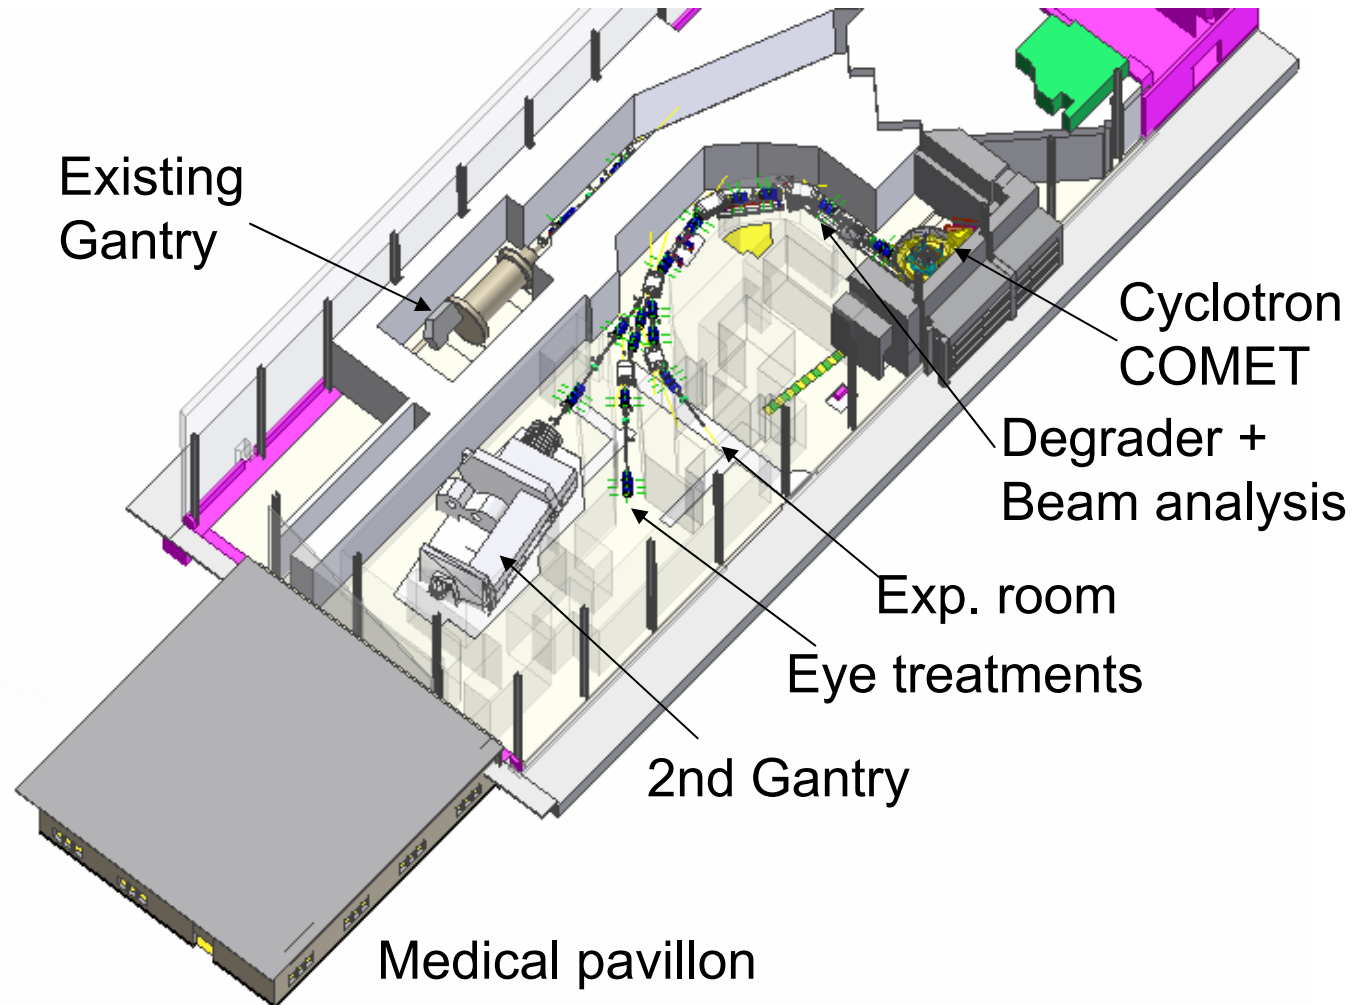 Existing
Gantry
Cyclotron
COMET
Degrader +
Beam analysis
Exp. room
Eye treatments
2nd Gantry
Medical pavillon